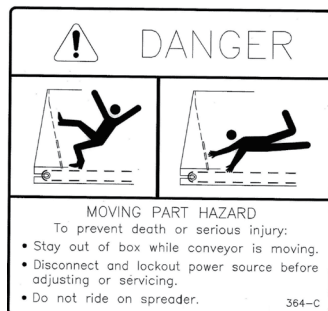 DANGER
MOVING PART HAZARD
To prevent death or serious injury:
• Stay out of box while conveyor is moving.
• Disconnect and lockout power source before
adjusting or servicing.
• Do not ride on spreader.
364-C